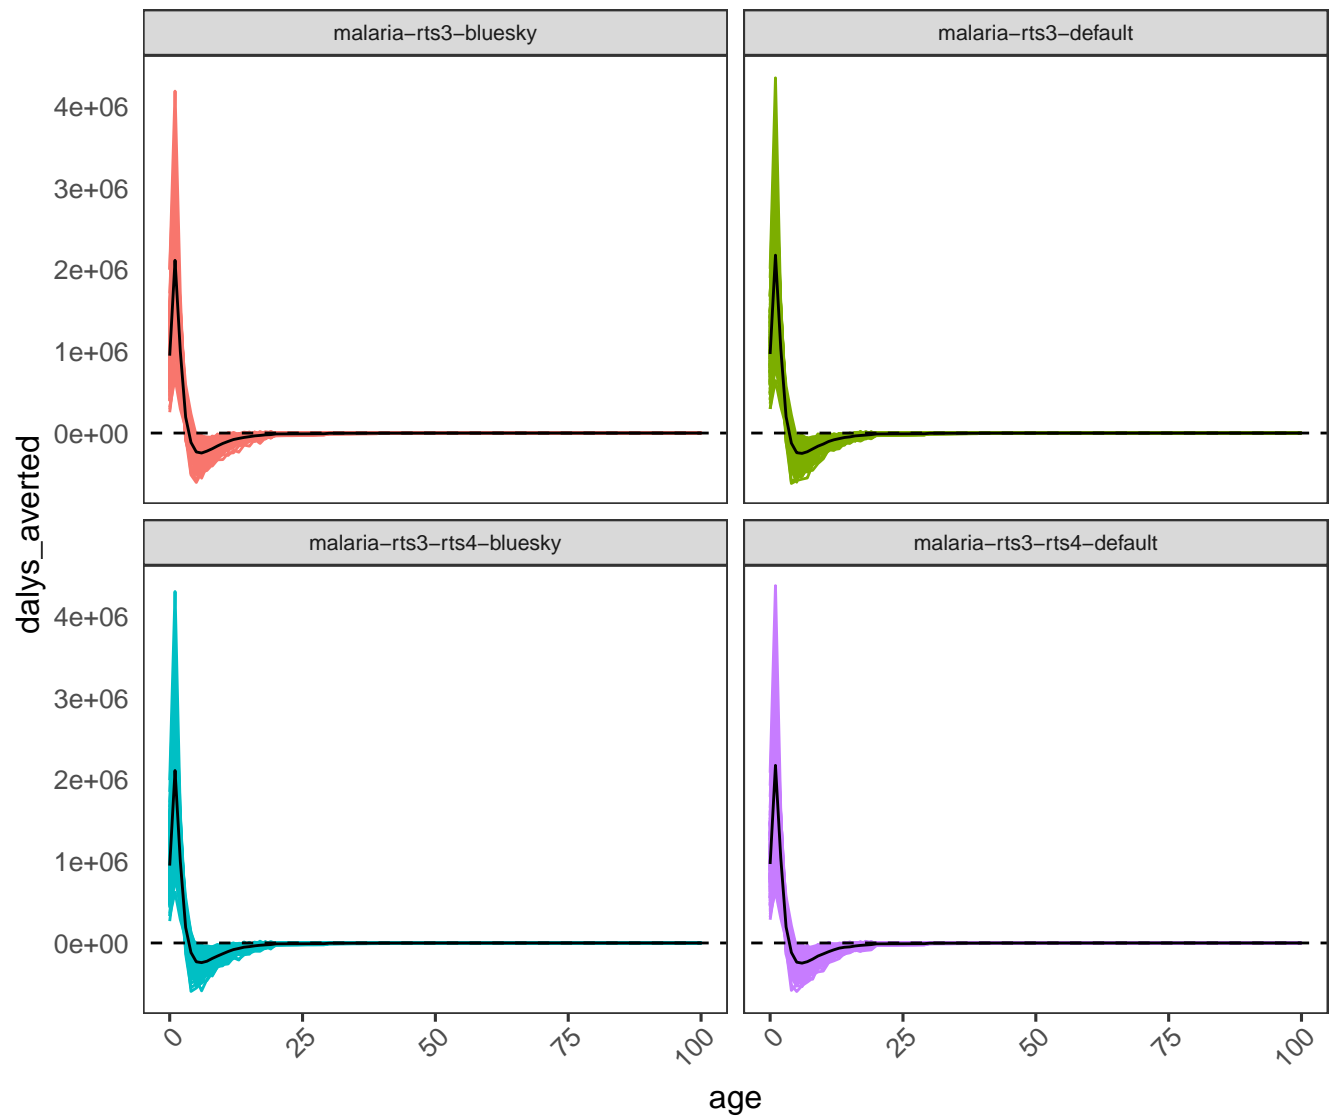 malaria−rts3−bluesky
malaria−rts3−default
4e+06
3e+06
2e+06
1e+06
0e+00
malaria−rts3−rts4−bluesky
malaria−rts3−rts4−default
4e+06
3e+06
2e+06
1e+06
0e+00
dalys_averted
0 25 50 75 100
0 25 50 75 100
age